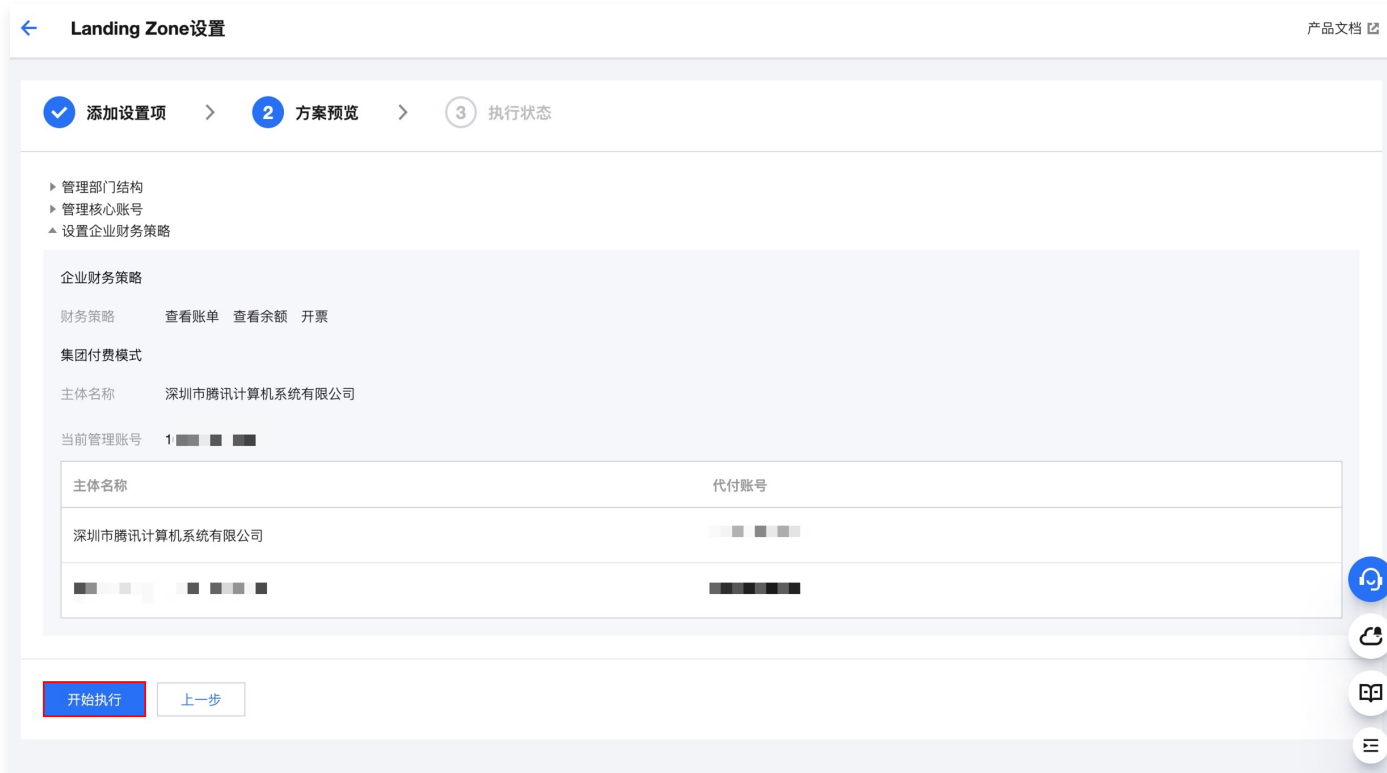 Landing Zone设置
产品文档
添加设置项
2 方案预览
3 执行状态
管理部门结构
管理核心账号
设置企业财务策略
企业财务策略
财务策略 查看账单 查看余额 开票
集团付费模式
主体名称 深圳市腾讯计算机系统有限公司
当前管理账号 1
主体名称 代付账号
深圳市腾讯计算机系统有限公司
开始执行 上一步